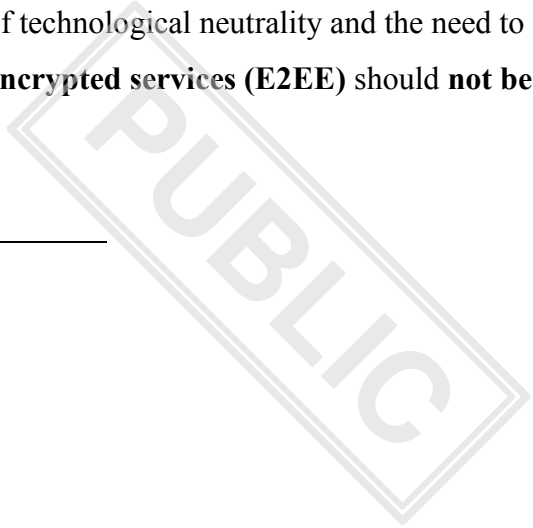 f technological neutrality and the need to
ncrypted services (E2EE) should not be
PUBLIC